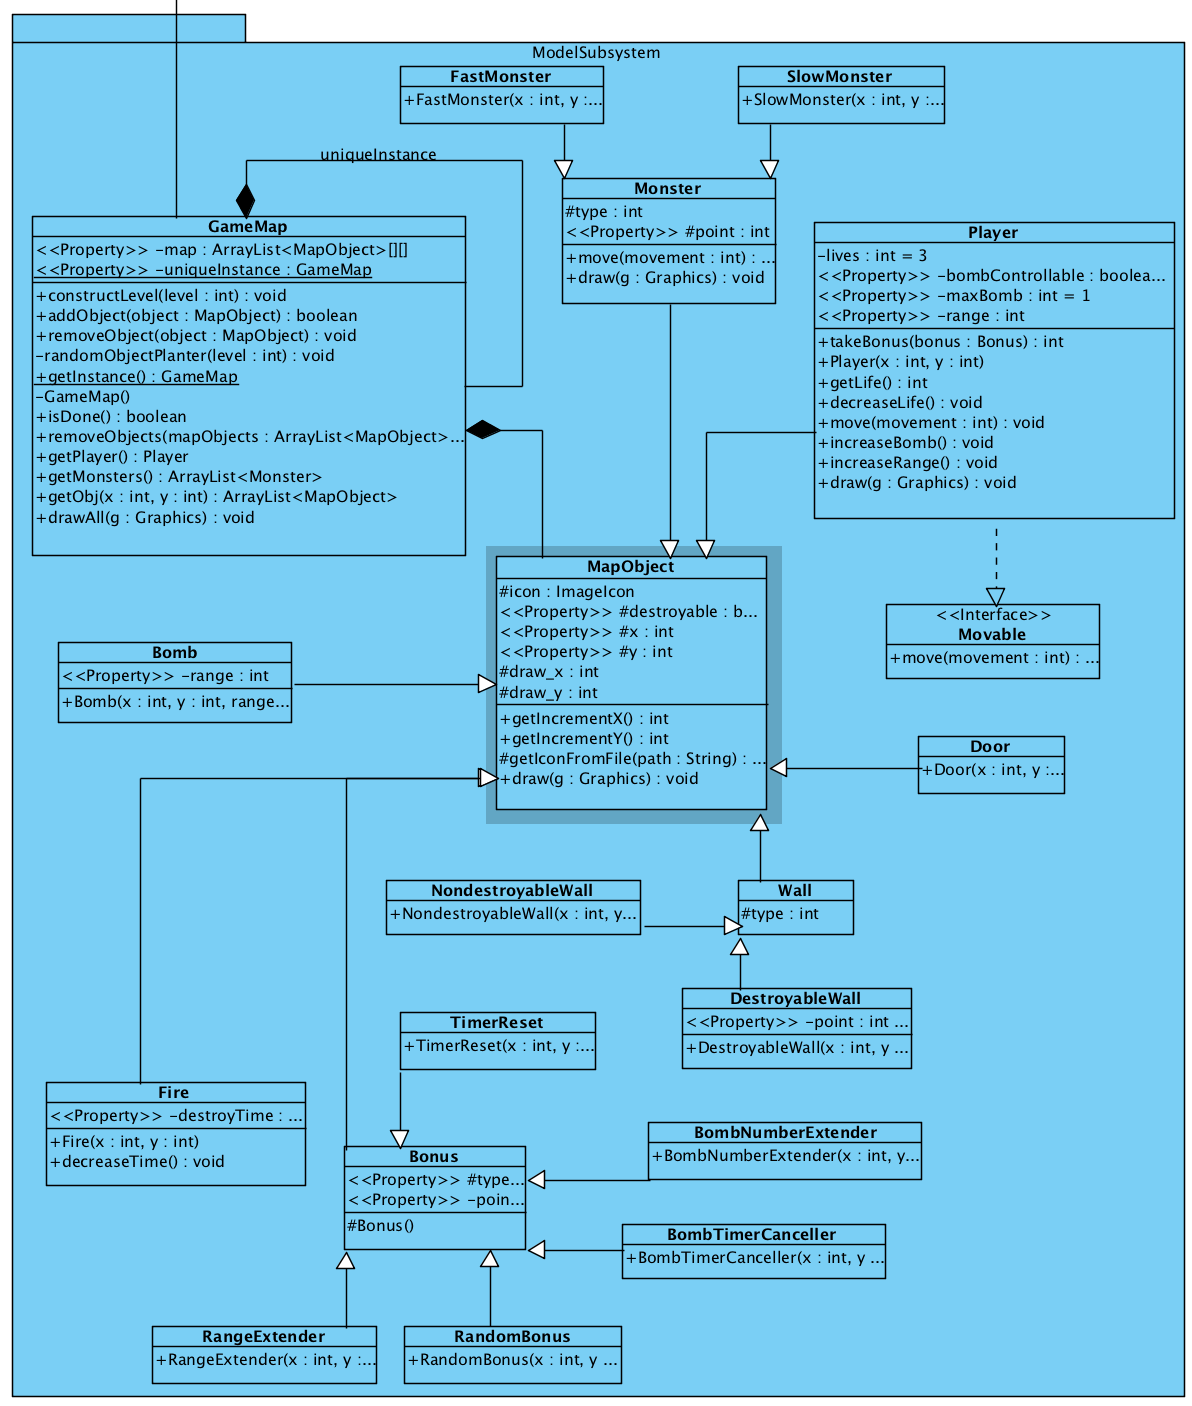 ModelSubsystem
FastMonster
+FastMonster(x : int, y :...
SlowMonster
+SlowMonster(x : int, y :...
uniqueInstance
Monster
#type : int
<<Property>> #point : int
+move(movement : int) : ...
+draw(g : Graphics) : void
GameMap
<<Property>> -map : ArrayList<MapObject>[][]
<<Property>> -uniqueInstance : GameMap
+constructLevel(level : int) : void
+addObject(object : MapObject) : boolean
+removeObject(object : MapObject) : void
-randomObjectPlanter(level : int) : void
+getInstance() : GameMap
-GameMap()
+isDone() : boolean
+removeObjects(mapObjects : ArrayList<MapObject>...
+getPlayer() : Player
+getMonsters() : ArrayList<Monster>
+getObj(x : int, y : int) : ArrayList<MapObject>
+drawAll(g : Graphics) : void
Player
-lives : int = 3
<<Property>> -bombControllable : boolea...
<<Property>> -maxBomb : int = 1
<<Property>> -range : int
+takeBonus(bonus : Bonus) : int
+Player(x : int, y : int)
+getLife() : int
+decreaseLife() : void
+move(movement : int) : void
+increaseBomb() : void
+increaseRange() : void
+draw(g : Graphics) : void
MapObject
#icon : ImageIcon
<<Property>> #destroyable : b...
<<Property>> #x : int
<<Property>> #y : int
#draw_x : int
#draw_y : int
+getIncrementX() : int
+getIncrementY() : int
#getIconFromFile(path : String) : ...
+draw(g : Graphics) : void
<<Interface>>
Movable
+move(movement : int) : ...
Bomb
<<Property>> -range : int
+Bomb(x : int, y : int, range...
Door
+Door(x : int, y :...
NondestroyableWall
+NondestroyableWall(x : int, y...
Wall
#type : int
DestroyableWall
<<Property>> -point : int ...
+DestroyableWall(x : int, y ...
TimerReset
+TimerReset(x : int, y :...
Fire
<<Property>> -destroyTime : ...
+Fire(x : int, y : int)
+decreaseTime() : void
Bonus
<<Property>> #type...
<<Property>> -poin...
#Bonus()
BombNumberExtender
+BombNumberExtender(x : int, y...
BombTimerCanceller
+BombTimerCanceller(x : int, y ...
RangeExtender
+RangeExtender(x : int, y :...
RandomBonus
+RandomBonus(x : int, y ...